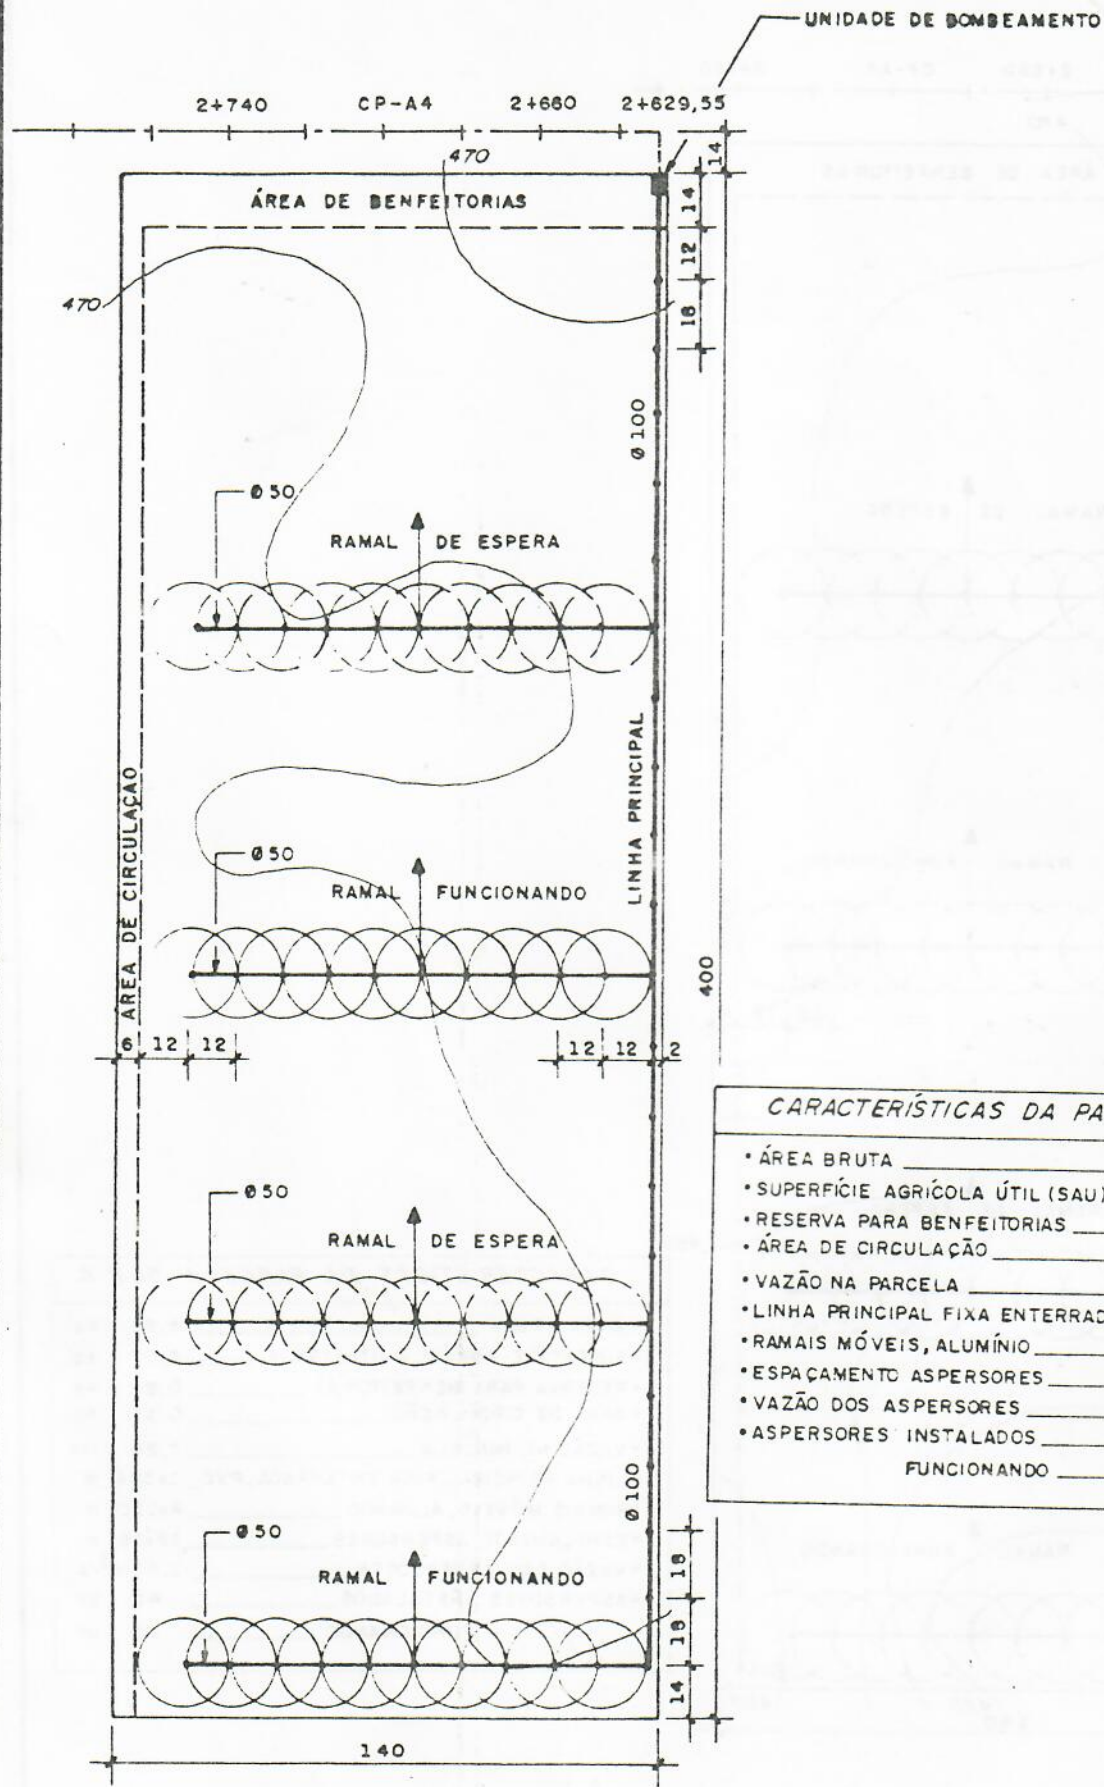 UNIDADE DE BOMBEAMENTO
2+740 CP-A4 2+660 2+629,55
14
470
ÁREA DE BENFEITORIAS
14
12
18
470
Ø 100
Ø 50
RAMAL DE ESPERA
LINHA PRINCIPAL
ÁREA DE CIRCULAÇÃO
Ø 50
RAMAL FUNCIONANDO
400
6 12 12 12 12 2
CARACTERÍSTICAS DA PA
• ÁREA BRUTA
• SUPERFÍCIE AGRÍCOLA ÚTIL (SAU)
• RESERVA PARA BENFEITORIAS
• ÁREA DE CIRCULAÇÃO
• VAZÃO NA PARCELA
• LINHA PRINCIPAL FIXA ENTERRAD
• RAMAIS MÓVEIS, ALUMÍNIO
• ESPAÇAMENTO ASPERSORES
• VAZÃO DOS ASPERSORES
• ASPERSORES INSTALADOS
FUNCIONANDO
Ø 50
RAMAL DE ESPERA
Ø 100
Ø 50
RAMAL FUNCIONANDO
18
18
14
140